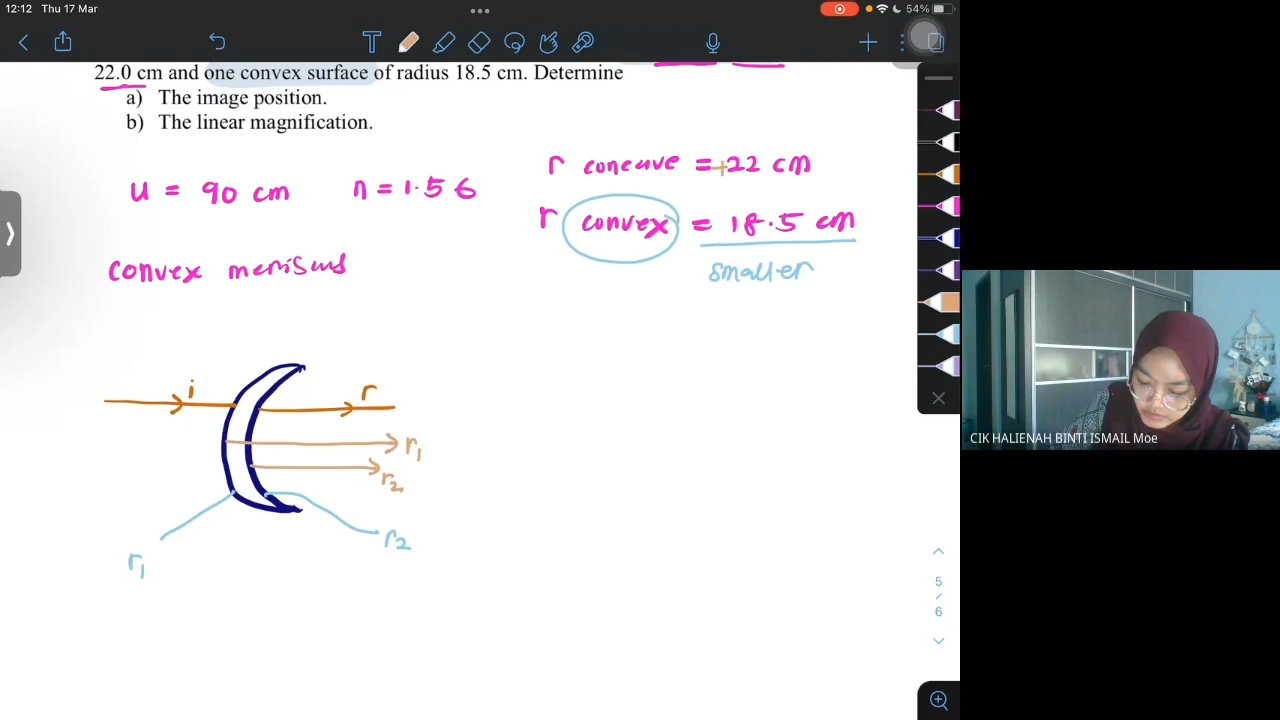 12:12 Thu 17 Mar
54%
22.0 cm and one convex surface of radius 18.5 cm. Determine
a) The image position.
b) The linear magnification.
u = 90 cm n = 1.56
r concave = +22 cm
r convex = 18.5 cm
smaller
convex meniscus
i
r
r1
r2
r1
r2
CIK HALIENAH BINTI ISMAIL Moe
5
/
6